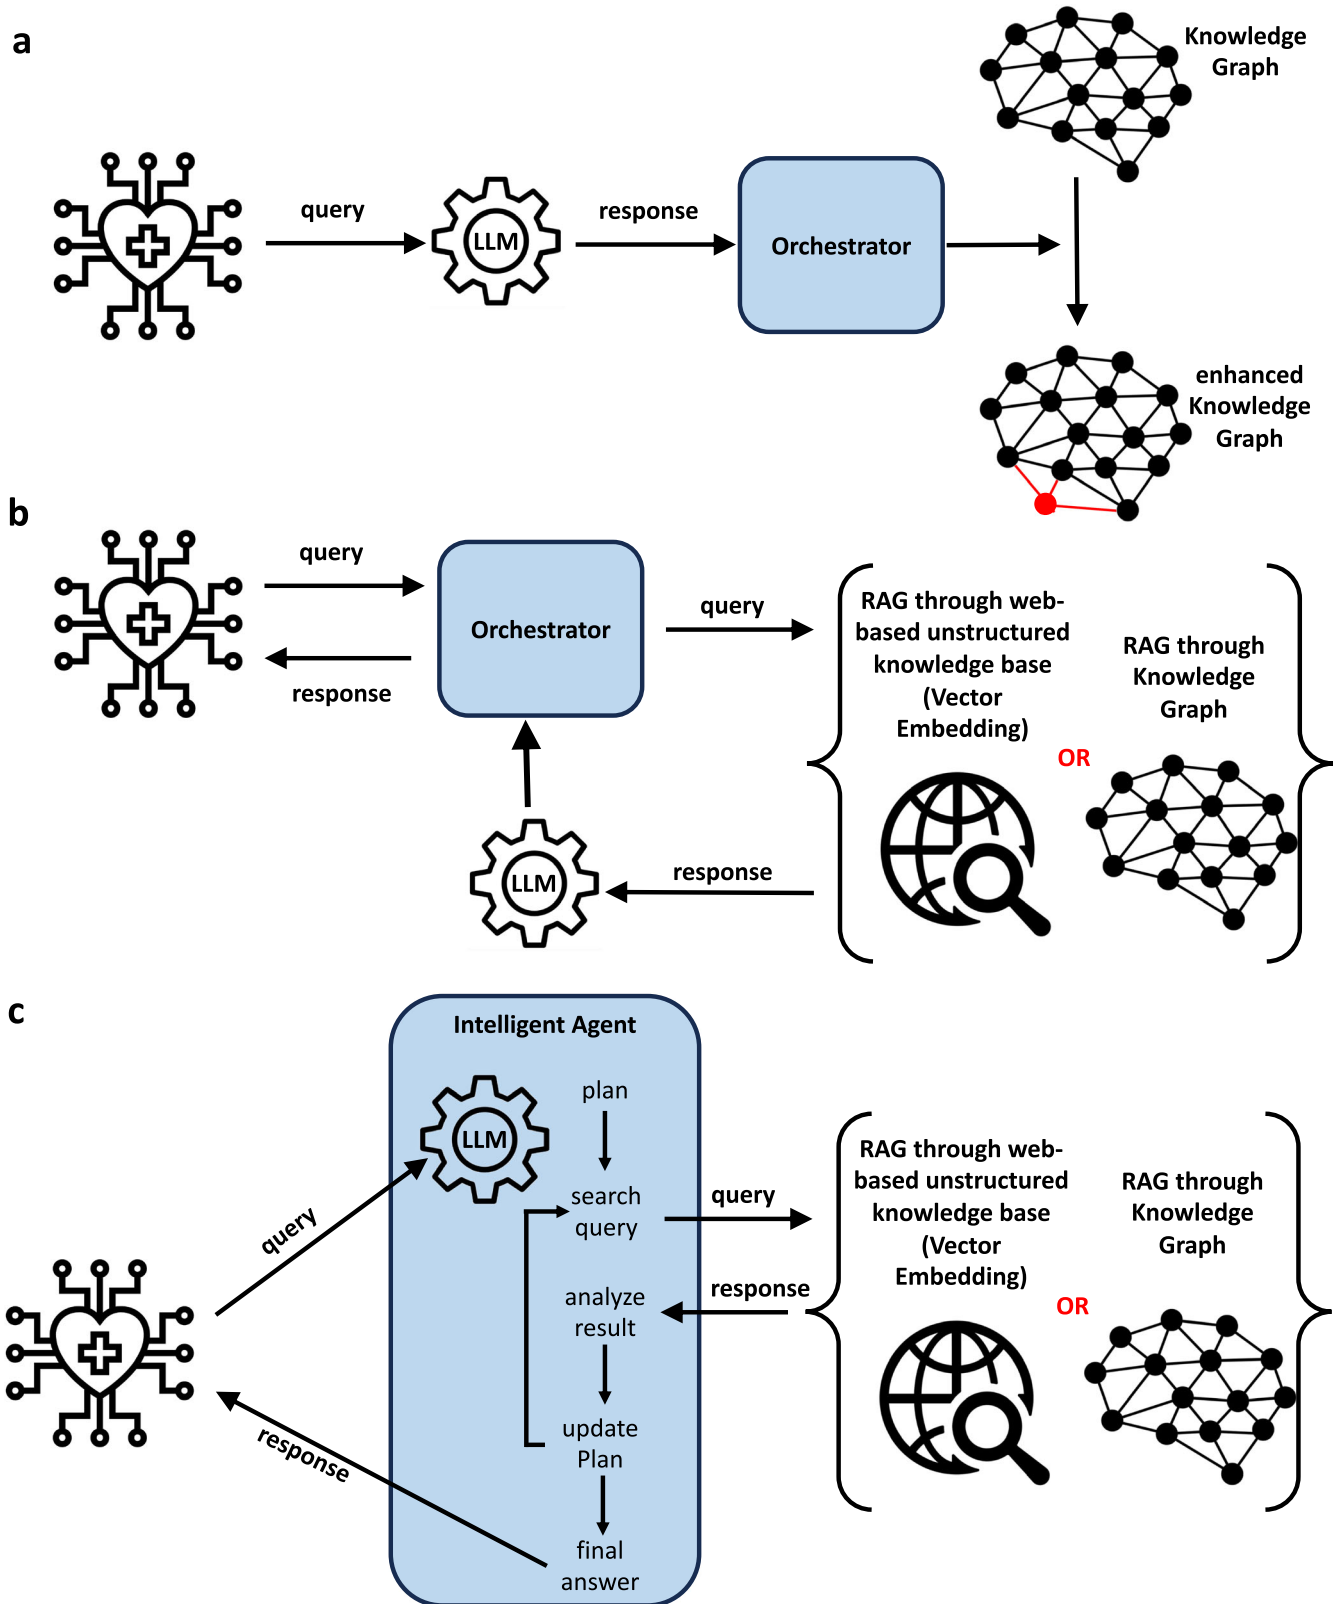 a
Knowledge
Graph
query
LLM
response
Orchestrator
enhanced
Knowledge
Graph
b
query
response
Orchestrator
query
RAG through web-
based unstructured
knowledge base
(Vector
Embedding)
OR
RAG through
Knowledge
Graph
LLM
response
c
Intelligent Agent
LLM
plan
search
query
analyze
result
update
Plan
final
answer
query
response
query
response
RAG through web-
based unstructured
knowledge base
(Vector
Embedding)
OR
RAG through
Knowledge
Graph